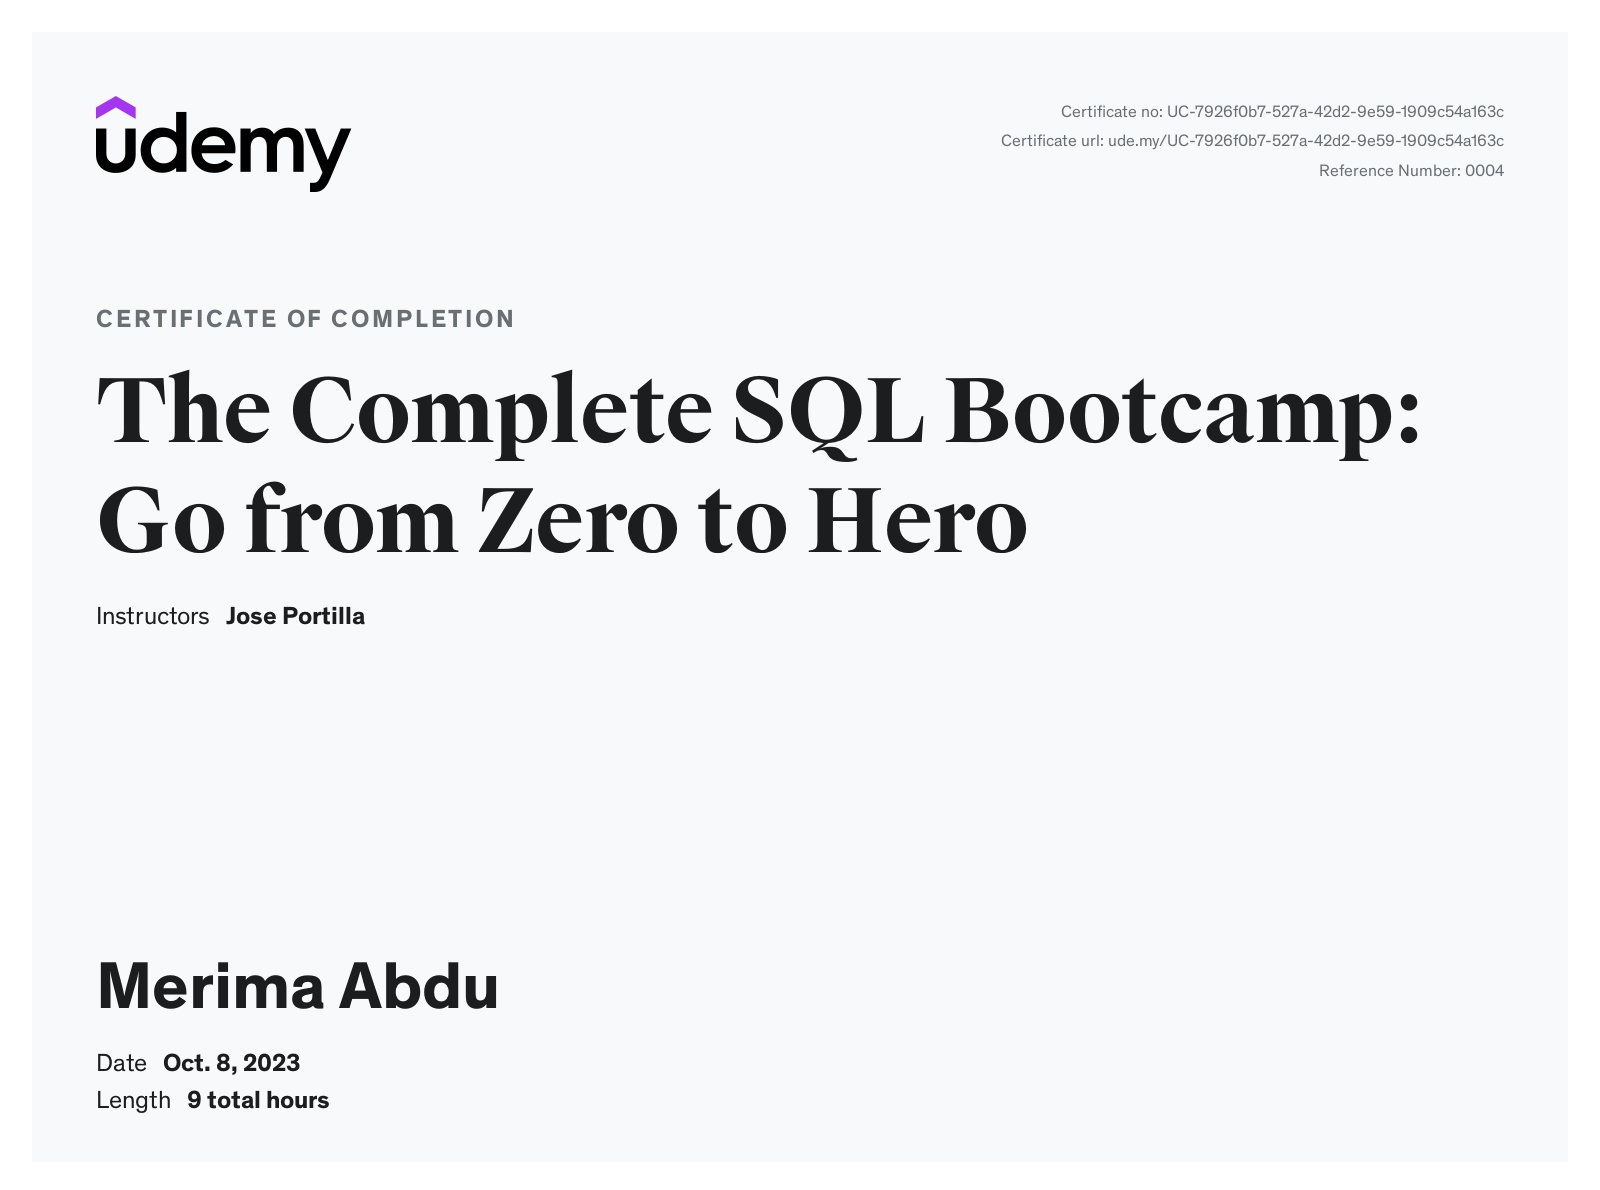 udemy
Certificate no: UC-7926f0b7-527a-42d2-9e59-1909c54a163c
Certificate url: ude.my/UC-7926f0b7-527a-42d2-9e59-1909c54a163c
Reference Number: 0004
CERTIFICATE OF COMPLETION
The Complete SQL Bootcamp:
Go from Zero to Hero
Instructors Jose Portilla
Merima Abdu
Date Oct. 8, 2023
Length 9 total hours